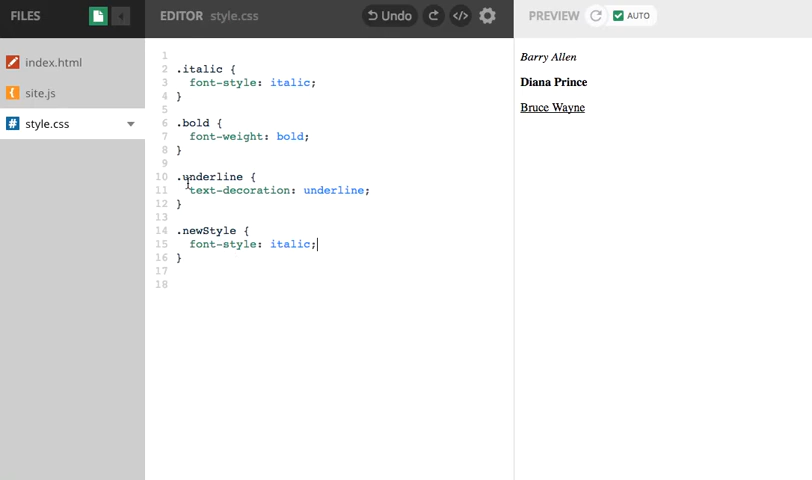 FILES
EDITOR style.css
Undo
</>
PREVIEW
AUTO
index.html
{ site.js
# style.css
1
2 .italic {
3 font-style: italic;
4 }
5
6 .bold {
7 font-weight: bold;
8 }
9
10 .underline {
11 text-decoration: underline;
12 }
13
14 .newStyle {
15 font-style: italic;
16 }
17
18
Barry Allen
Diana Prince
Bruce Wayne